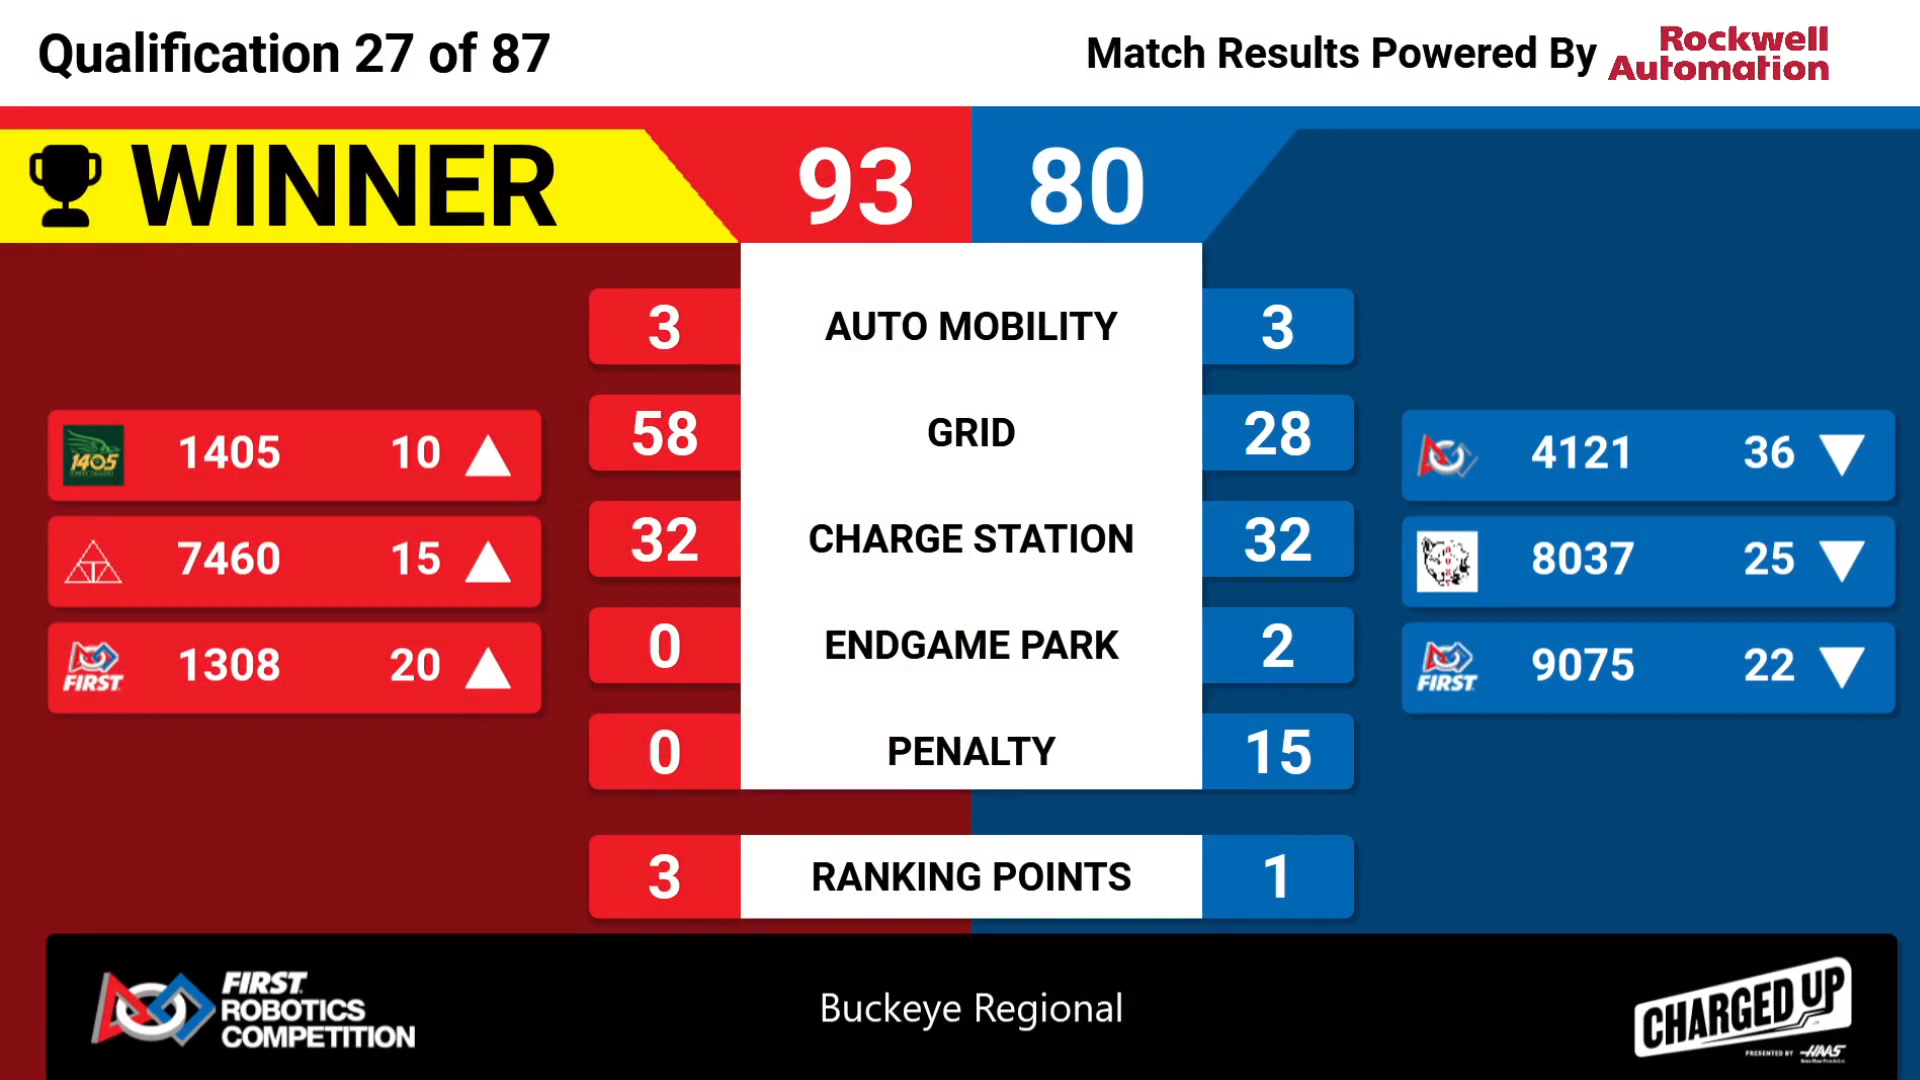 Qualification 27 of 87
Match Results Powered By
Rockwell
Automation
WINNER
93
80
3
AUTO MOBILITY
3
58
GRID
28
32
CHARGE STATION
32
0
ENDGAME PARK
2
0
PENALTY
15
3
RANKING POINTS
1
1405
1405 10
7460 15
FIRST
1308 20
4121 36
8037 25
FIRST
9075 22
FIRST
ROBOTICS
COMPETITION
Buckeye Regional
CHARGED UP
PRESENTED BY HAAS